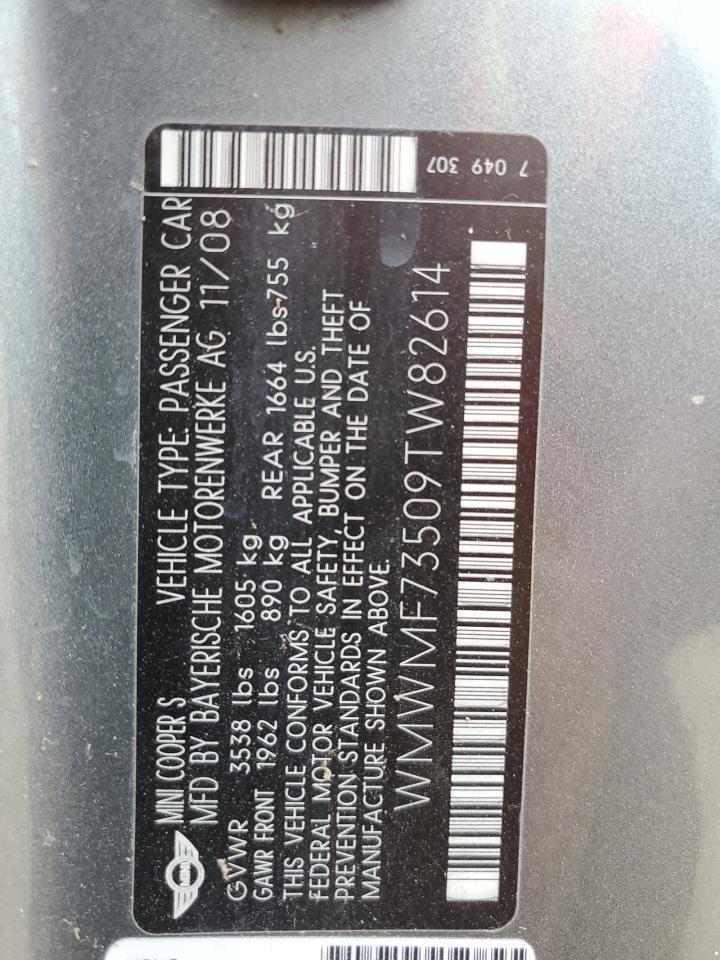 MINI COOPER S VEHICLE TYPE: PASSENGER CAR
MFD BY BAYERISCHE MOTORENWERKE AG 11/08
GVWR 3538 lbs 1605 kg
GAWR FRONT 1962 lbs 890 kg REAR 1664 lbs 755 kg
THIS VEHICLE CONFORMS TO ALL APPLICABLE U.S.
FEDERAL MOTOR VEHICLE SAFETY, BUMPER AND THEFT
PREVENTION STANDARDS IN EFFECT ON THE DATE OF
MANUFACTURE SHOWN ABOVE.
WMWMF73509TW82614
7 049 307
MINI